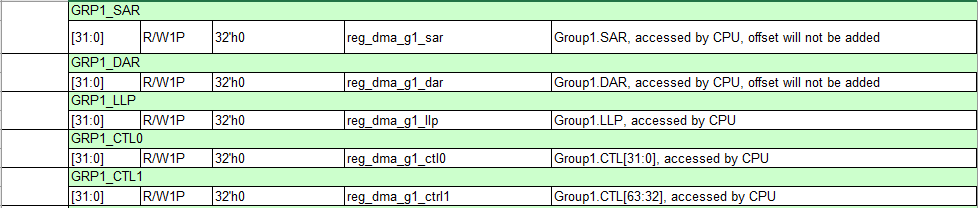 GRP1_SAR
[31:0] R/W1P 32'h0 reg_dma_g1_sar Group1.SAR, accessed by CPU, offset will not be added
GRP1_DAR
[31:0] R/W1P 32'h0 reg_dma_g1_dar Group1.DAR, accessed by CPU, offset will not be added
GRP1_LLP
[31:0] R/W1P 32'h0 reg_dma_g1_llp Group1.LLP, accessed by CPU
GRP1_CTL0
[31:0] R/W1P 32'h0 reg_dma_g1_ctl0 Group1.CTL[31:0], accessed by CPU
GRP1_CTL1
[31:0] R/W1P 32'h0 reg_dma_g1_ctrl1 Group1.CTL[63:32], accessed by CPU